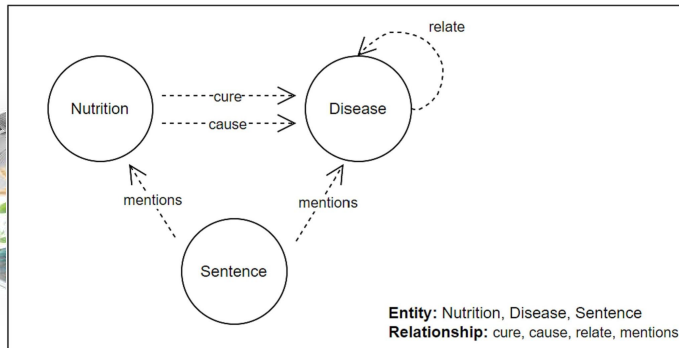 relate
Nutrition
cure
cause
Disease
mentions
mentions
Sentence
Entity: Nutrition, Disease, Sentence
Relationship: cure, cause, relate, mentions